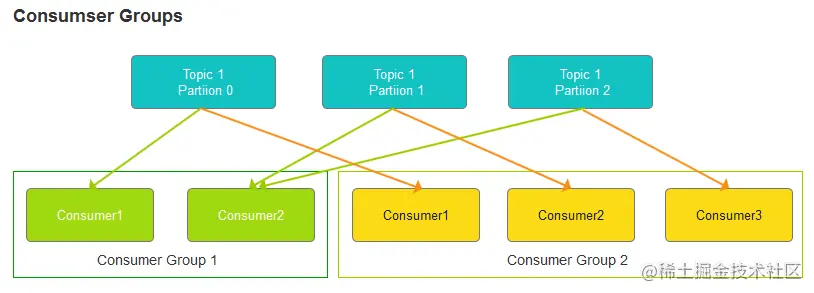 Consumser Groups
Topic 1
Partiion 0
Topic 1
Partiion 1
Topic 1
Partiion 2
Consumer1
Consumer2
Consumer Group 1
Consumer1
Consumer2
Consumer3
Consumer Group 2
@稀土掘金技术社区